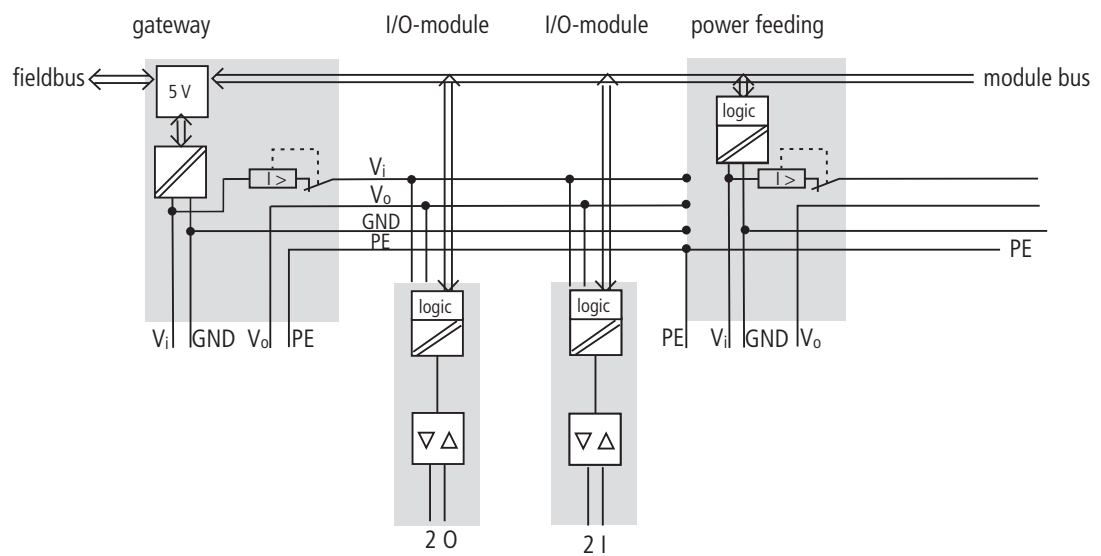 gateway I/O-module I/O-module power feeding
fieldbus 5 V module bus
logic
I > Vi I >
Vo
GND
PE PE
logic logic
Vi GND Vo PE PE Vi GND Vo
2 O 2 I